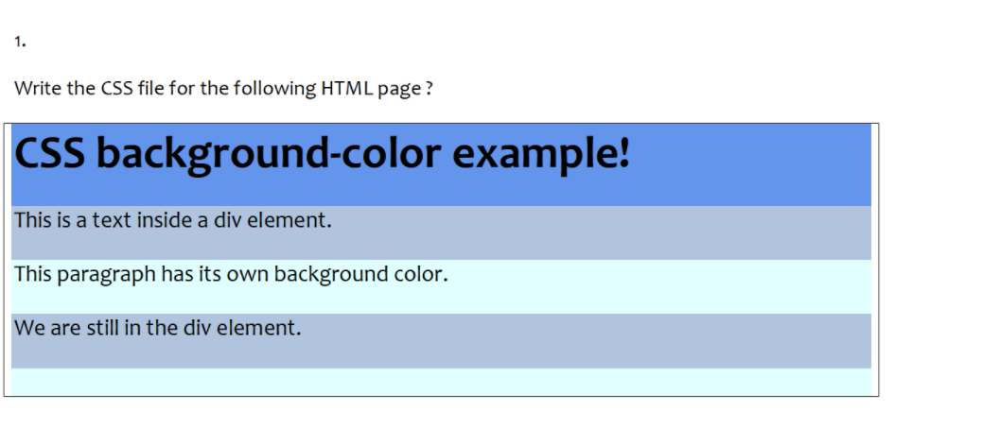 1.
Write the CSS file for the following HTML page ?
CSS background-color example!
This is a text inside a div element.
This paragraph has its own background color.
We are still in the div element.